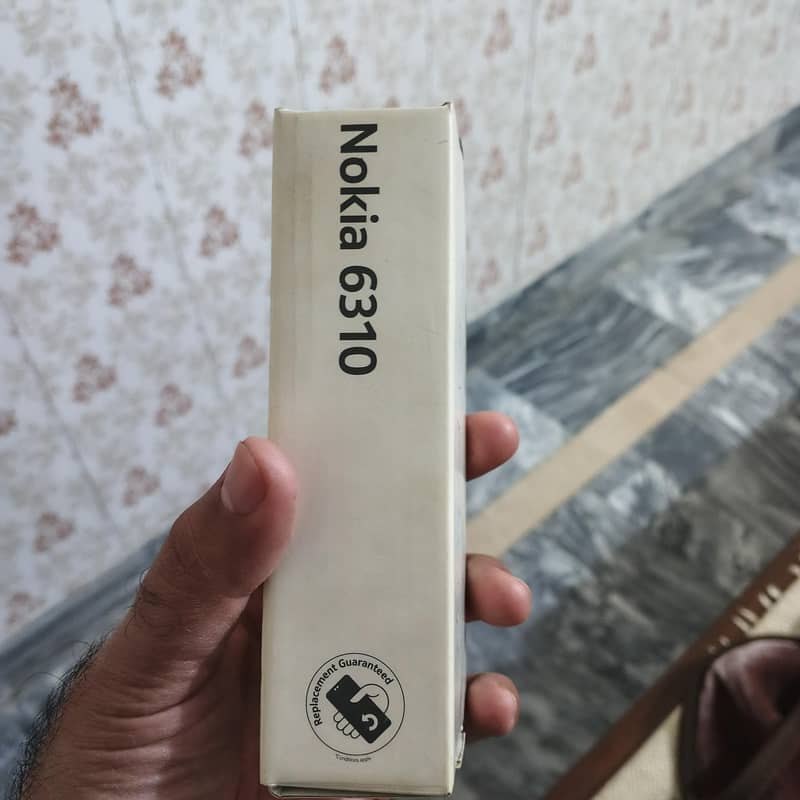 Nokia 6310
Replacement Guaranteed
*Conditions apply